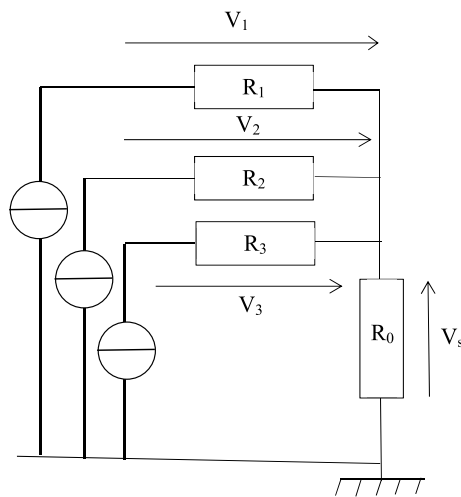 V₁
R₁
V₂
R₂
R₃
V₃
R₀
Vₛ